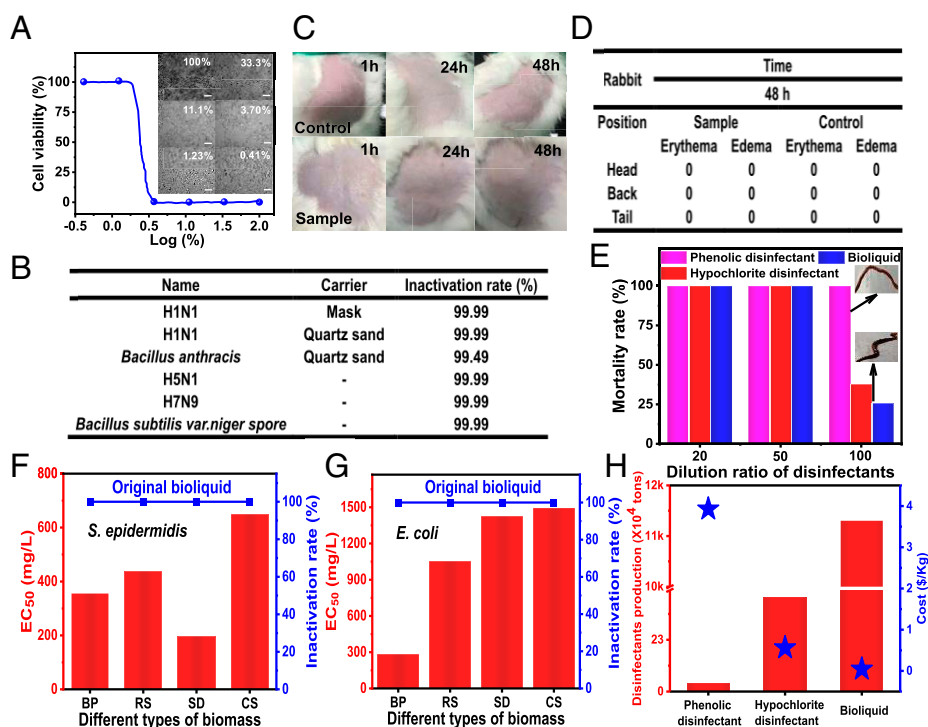 A
Cell viability (%)
100
75
50
25
0
100%
33.3%
11.1%
3.70%
1.23%
0.41%
-0.5 0.0 0.5 1.0 1.5 2.0
Log (%)
B
Name Carrier Inactivation rate (%)
H1N1 Mask 99.99
H1N1 Quartz sand 99.99
Bacillus anthracis Quartz sand 99.49
H5N1 - 99.99
H7N9 - 99.99
Bacillus subtilis var.niger spore - 99.99
C
1h 24h 48h
Control
1h 24h 48h
Sample
D
Rabbit Time
48 h
Position Sample Control
Erythema Edema Erythema Edema
Head 0 0 0 0
Back 0 0 0 0
Tail 0 0 0 0
E
Phenolic disinfectant Bioliquid
Hypochlorite disinfectant
Mortality rate (%)
100
75
50
25
0
20 50 100
Dilution ratio of disinfectants
F
Original bioliquid
S. epidermidis
EC50 (mg/L)
800
600
400
200
0
Inactivation rate (%)
100
80
60
40
20
0
BP RS SD CS
Different types of biomass
G
Original bioliquid
E. coli
EC50 (mg/L)
1500
1200
900
600
300
0
Inactivation rate (%)
100
80
60
40
20
0
BP RS SD CS
Different types of biomass
H
Disinfectants production (X10^4 tons)
12k
11k
10k
23
0
Cost ($/Kg)
4
3
2
1
0
Phenolic Hypochlorite Bioliquid
disinfectant disinfectant